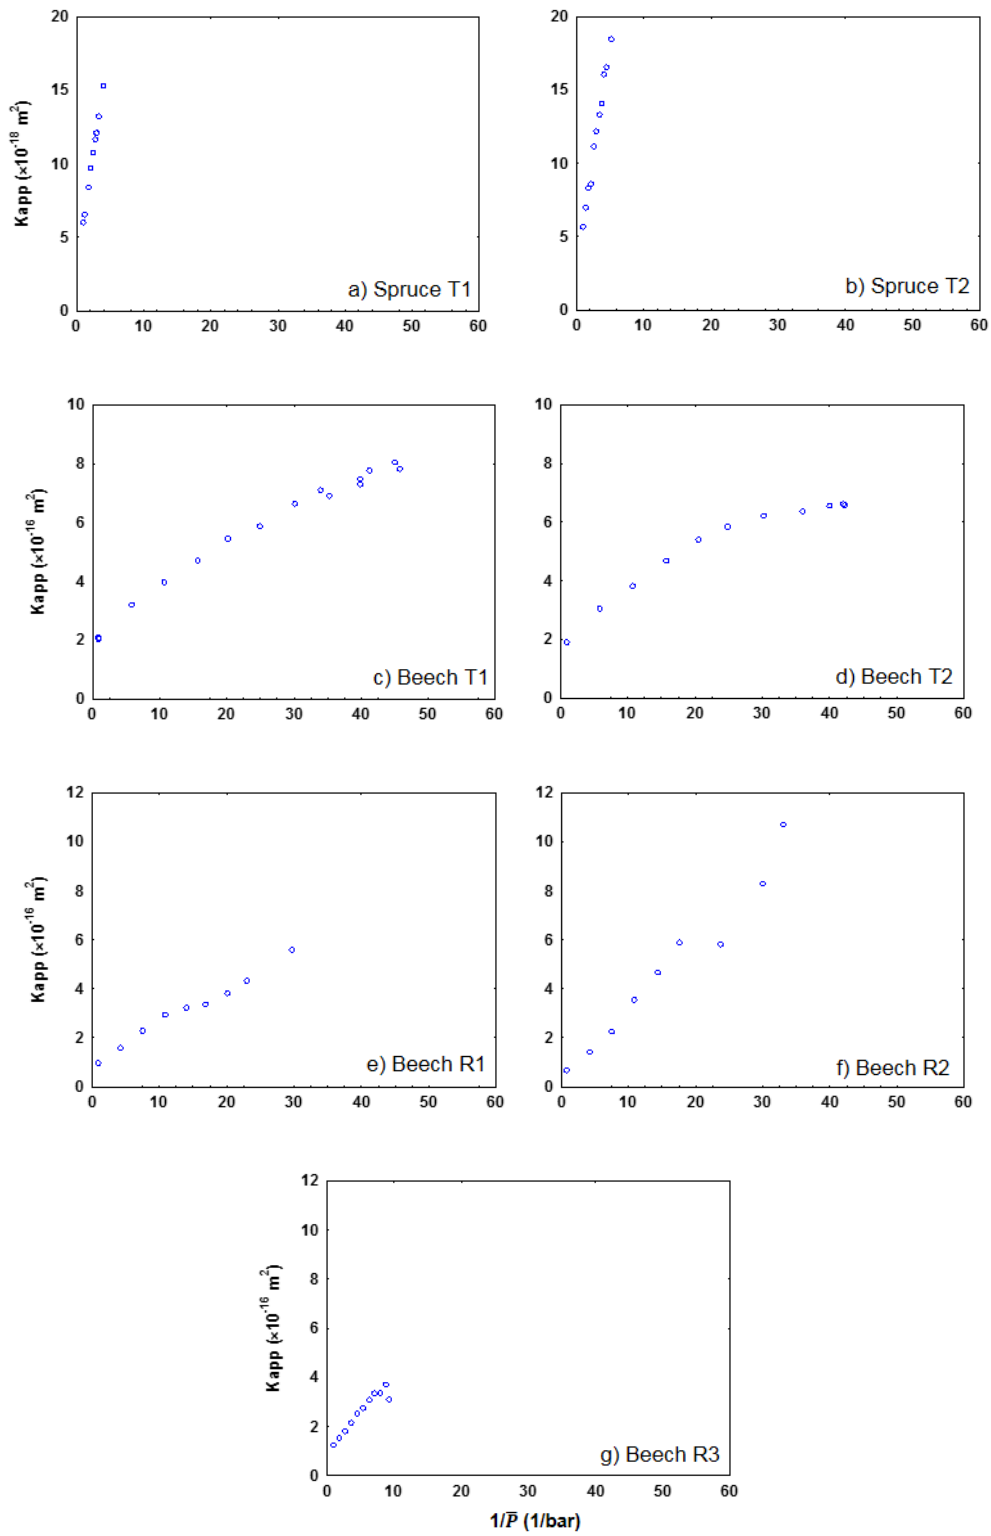 20 20
15 15
Kapp (×10⁻¹⁸ m²)
10 10
5 5
a) Spruce T1 b) Spruce T2
0 0
0 10 20 30 40 50 60 0 10 20 30 40 50 60
10 10
8 8
Kapp (×10⁻¹⁶ m²)
6 6
4 4
2 2
c) Beech T1 d) Beech T2
0 0
0 10 20 30 40 50 60 0 10 20 30 40 50 60
12 12
10 10
8 8
Kapp (×10⁻¹⁶ m²)
6 6
4 4
2 2
e) Beech R1 f) Beech R2
0 0
0 10 20 30 40 50 60 0 10 20 30 40 50 60
12
10
8
Kapp (×10⁻¹⁶ m²)
6
4
2
g) Beech R3
0
0 10 20 30 40 50 60
1/P̅ (1/bar)